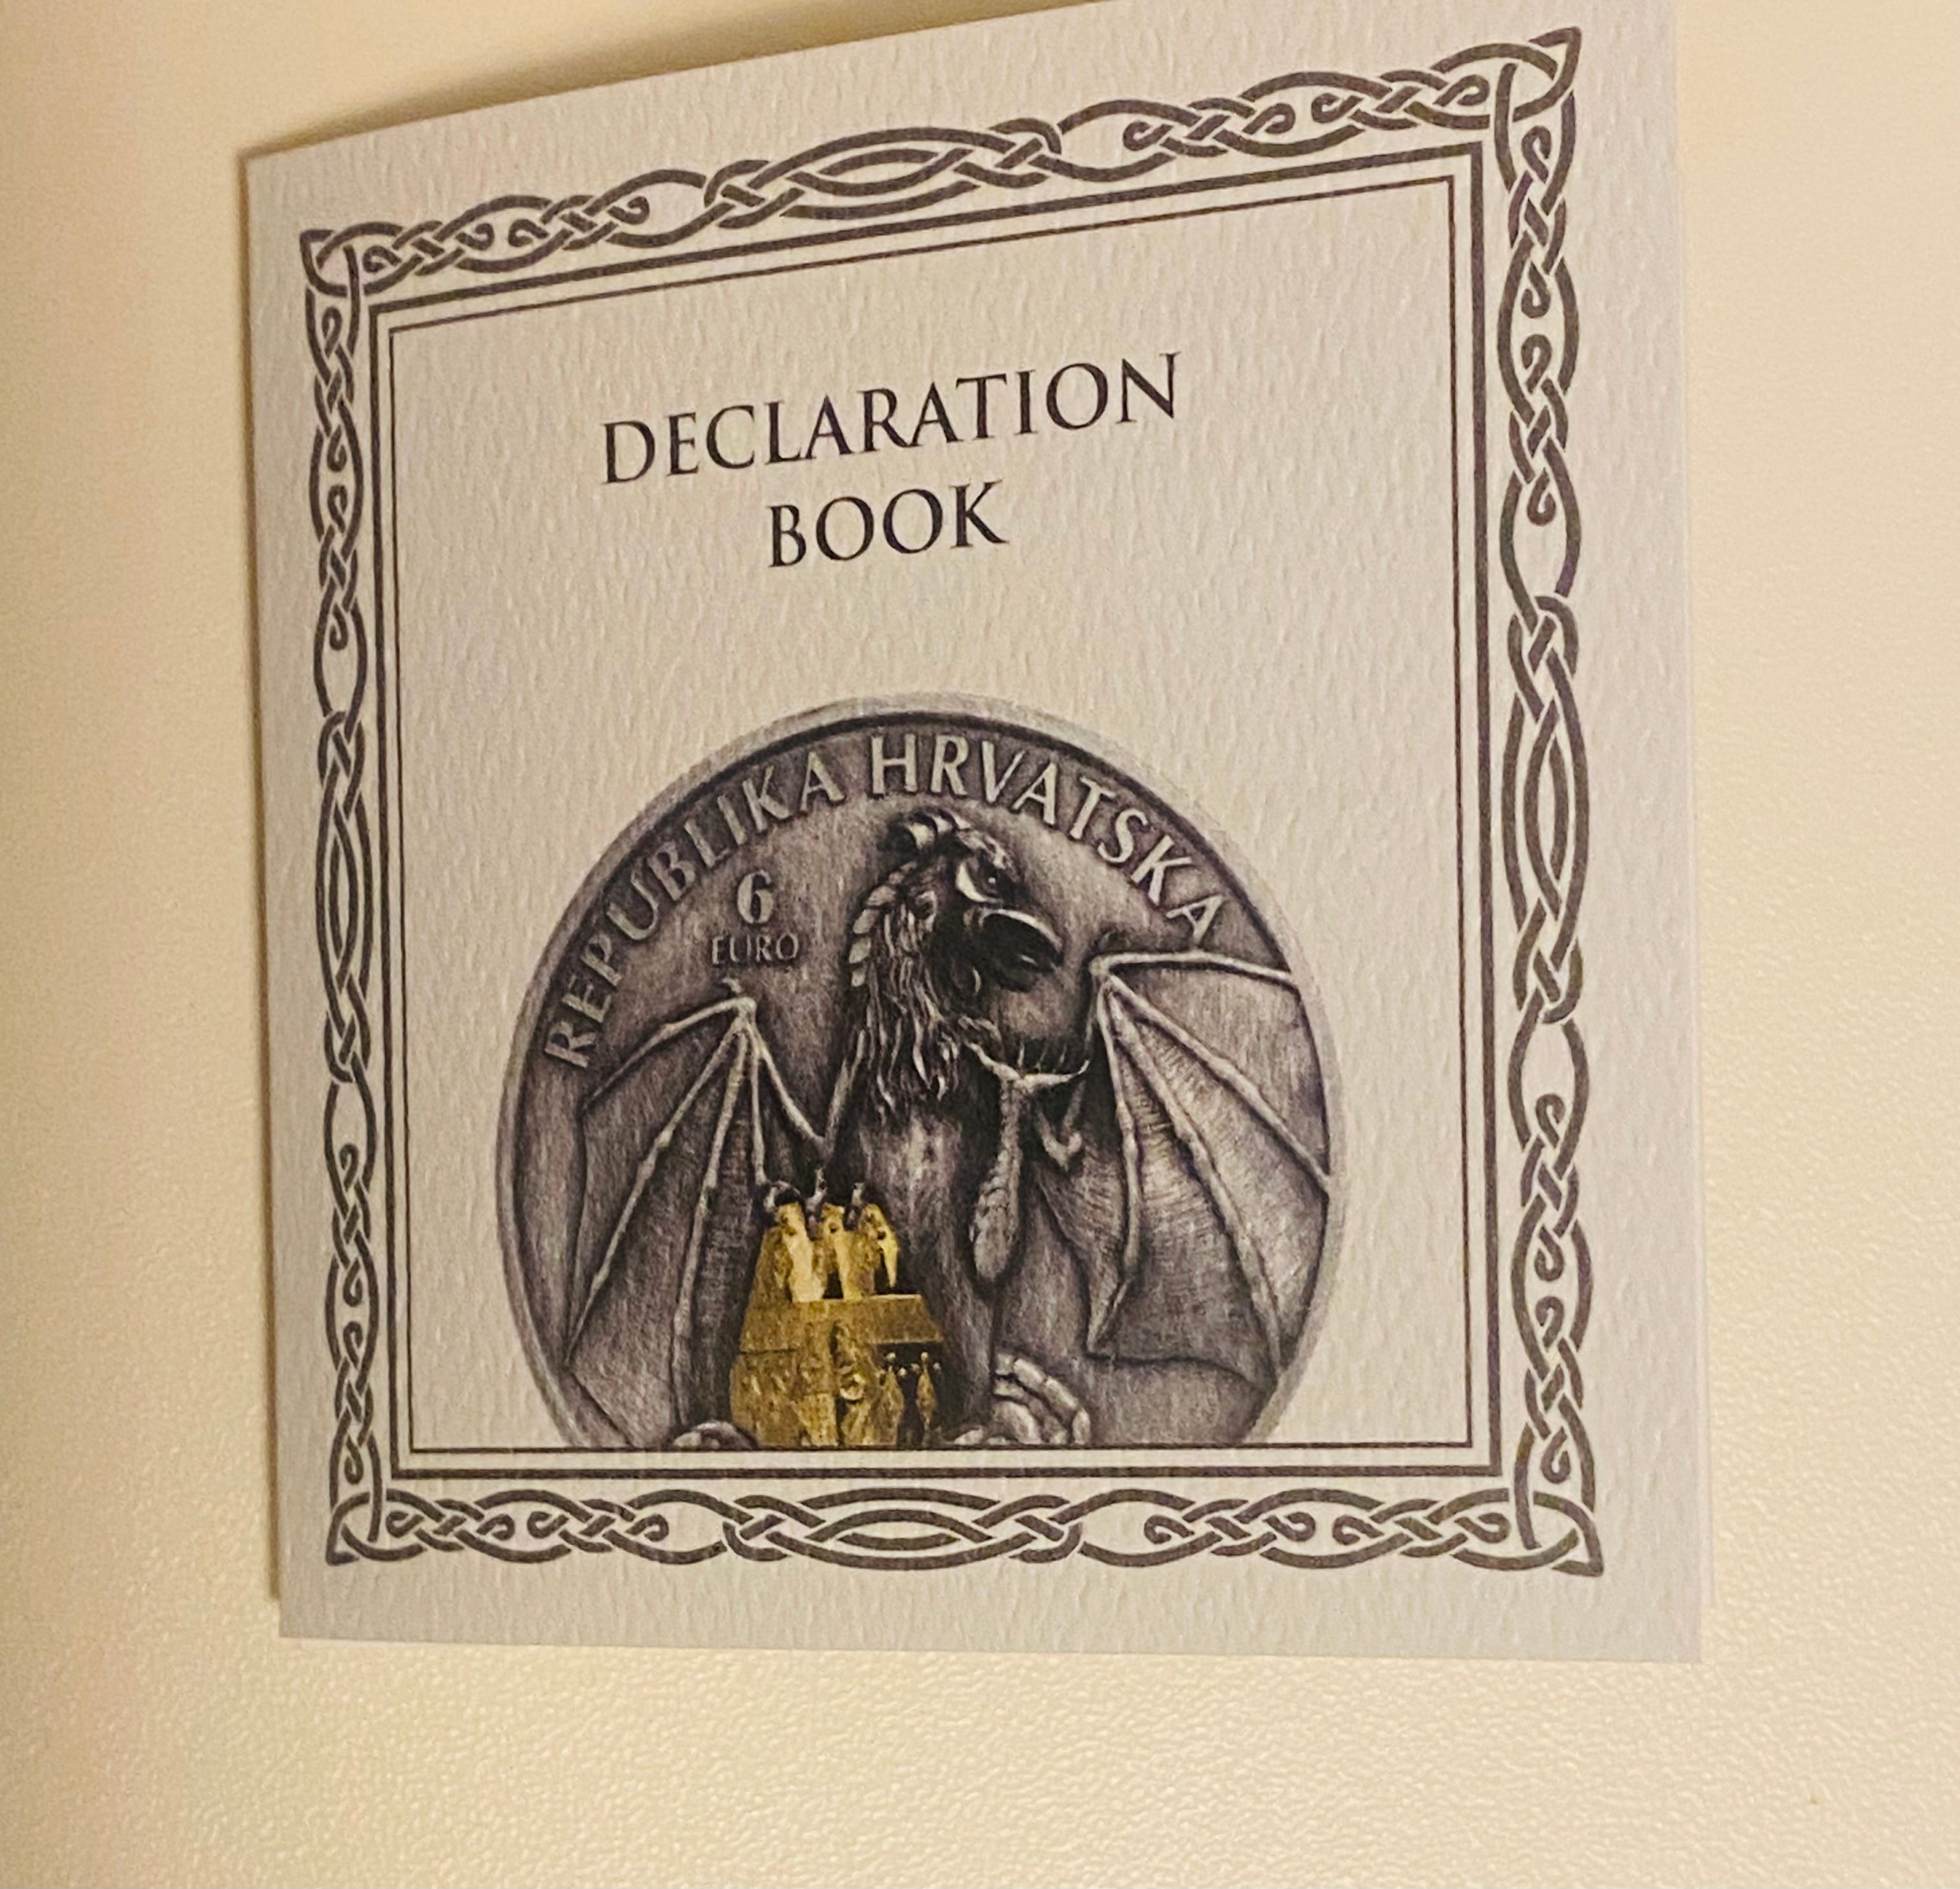 DECLARATION
BOOK
REPUBLIKA HRVATSKA
6
EURO